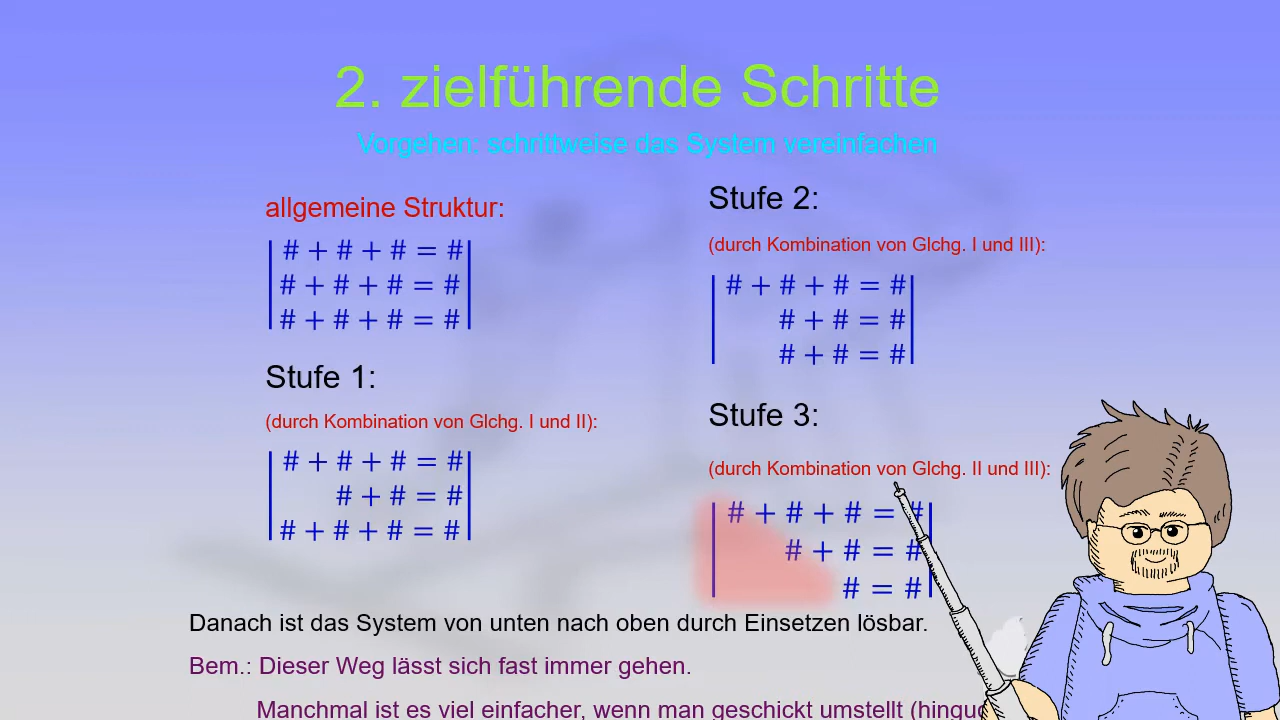 2. zielführende Schritte
Vorgehen: schrittweise das System vereinfachen
allgemeine Struktur:
# + # + # = #
# + # + # = #
# + # + # = #
Stufe 1:
(durch Kombination von Glchg. I und II):
# + # + # = #
# + # = #
# + # + # = #
Stufe 2:
(durch Kombination von Glchg. I und III):
# + # + # = #
# + # = #
# + # = #
Stufe 3:
(durch Kombination von Glchg. II und III):
# + # + # = #
# + # = #
# = #
Danach ist das System von unten nach oben durch Einsetzen lösbar.
Bem.: Dieser Weg lässt sich fast immer gehen.
Manchmal ist es viel einfacher, wenn man geschickt umstellt